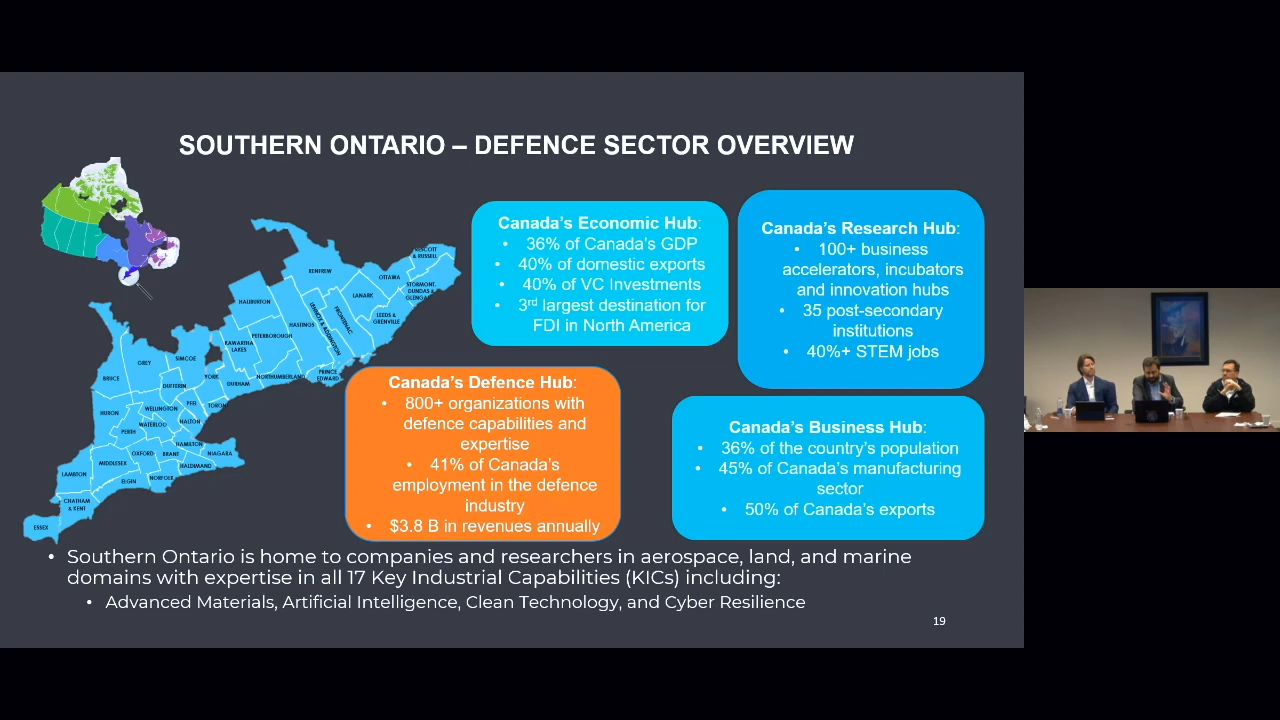 SOUTHERN ONTARIO – DEFENCE SECTOR OVERVIEW
Canada's Economic Hub:
• 36% of Canada's GDP
• 40% of domestic exports
• 40% of VC Investments
• 3rd largest destination for
FDI in North America
Canada's Research Hub:
• 100+ business
accelerators, incubators
and innovation hubs
• 35 post-secondary
institutions
• 40%+ STEM jobs
Canada's Defence Hub:
• 800+ organizations with
defence capabilities and
expertise
• 41% of Canada's
employment in the defence
industry
• $3.8 B in revenues annually
Canada's Business Hub:
• 36% of the country's population
• 45% of Canada's manufacturing
sector
• 50% of Canada's exports
& RUSSELL
RENFREW
OTTAWA
STORMONT,
DUNDAS &
LANARK
HALIBURTON
LEEDS &
GRENVILLE
FRONTENAC
LENNOX & ADDINGTON
HASTINGS
PETERBOROUGH
KAWARTHA
LAKES
PRINCE
EDWARD
NORTHUMBERLAND
DURHAM
YORK
SIMCOE
GREY
BRUCE
DUFFERIN
PEEL
TORONTO
WELLINGTON
HURON
HALTON
WATERLOO
PERTH
HAMILTON
NIAGARA
OXFORD
BRANT
HALDIMAND
MIDDLESEX
LAMBTON
ELGIN
NORFOLK
CHATHAM
& KENT
ESSEX
• Southern Ontario is home to companies and researchers in aerospace, land, and marine
domains with expertise in all 17 Key Industrial Capabilities (KICs) including:
• Advanced Materials, Artificial Intelligence, Clean Technology, and Cyber Resilience
19